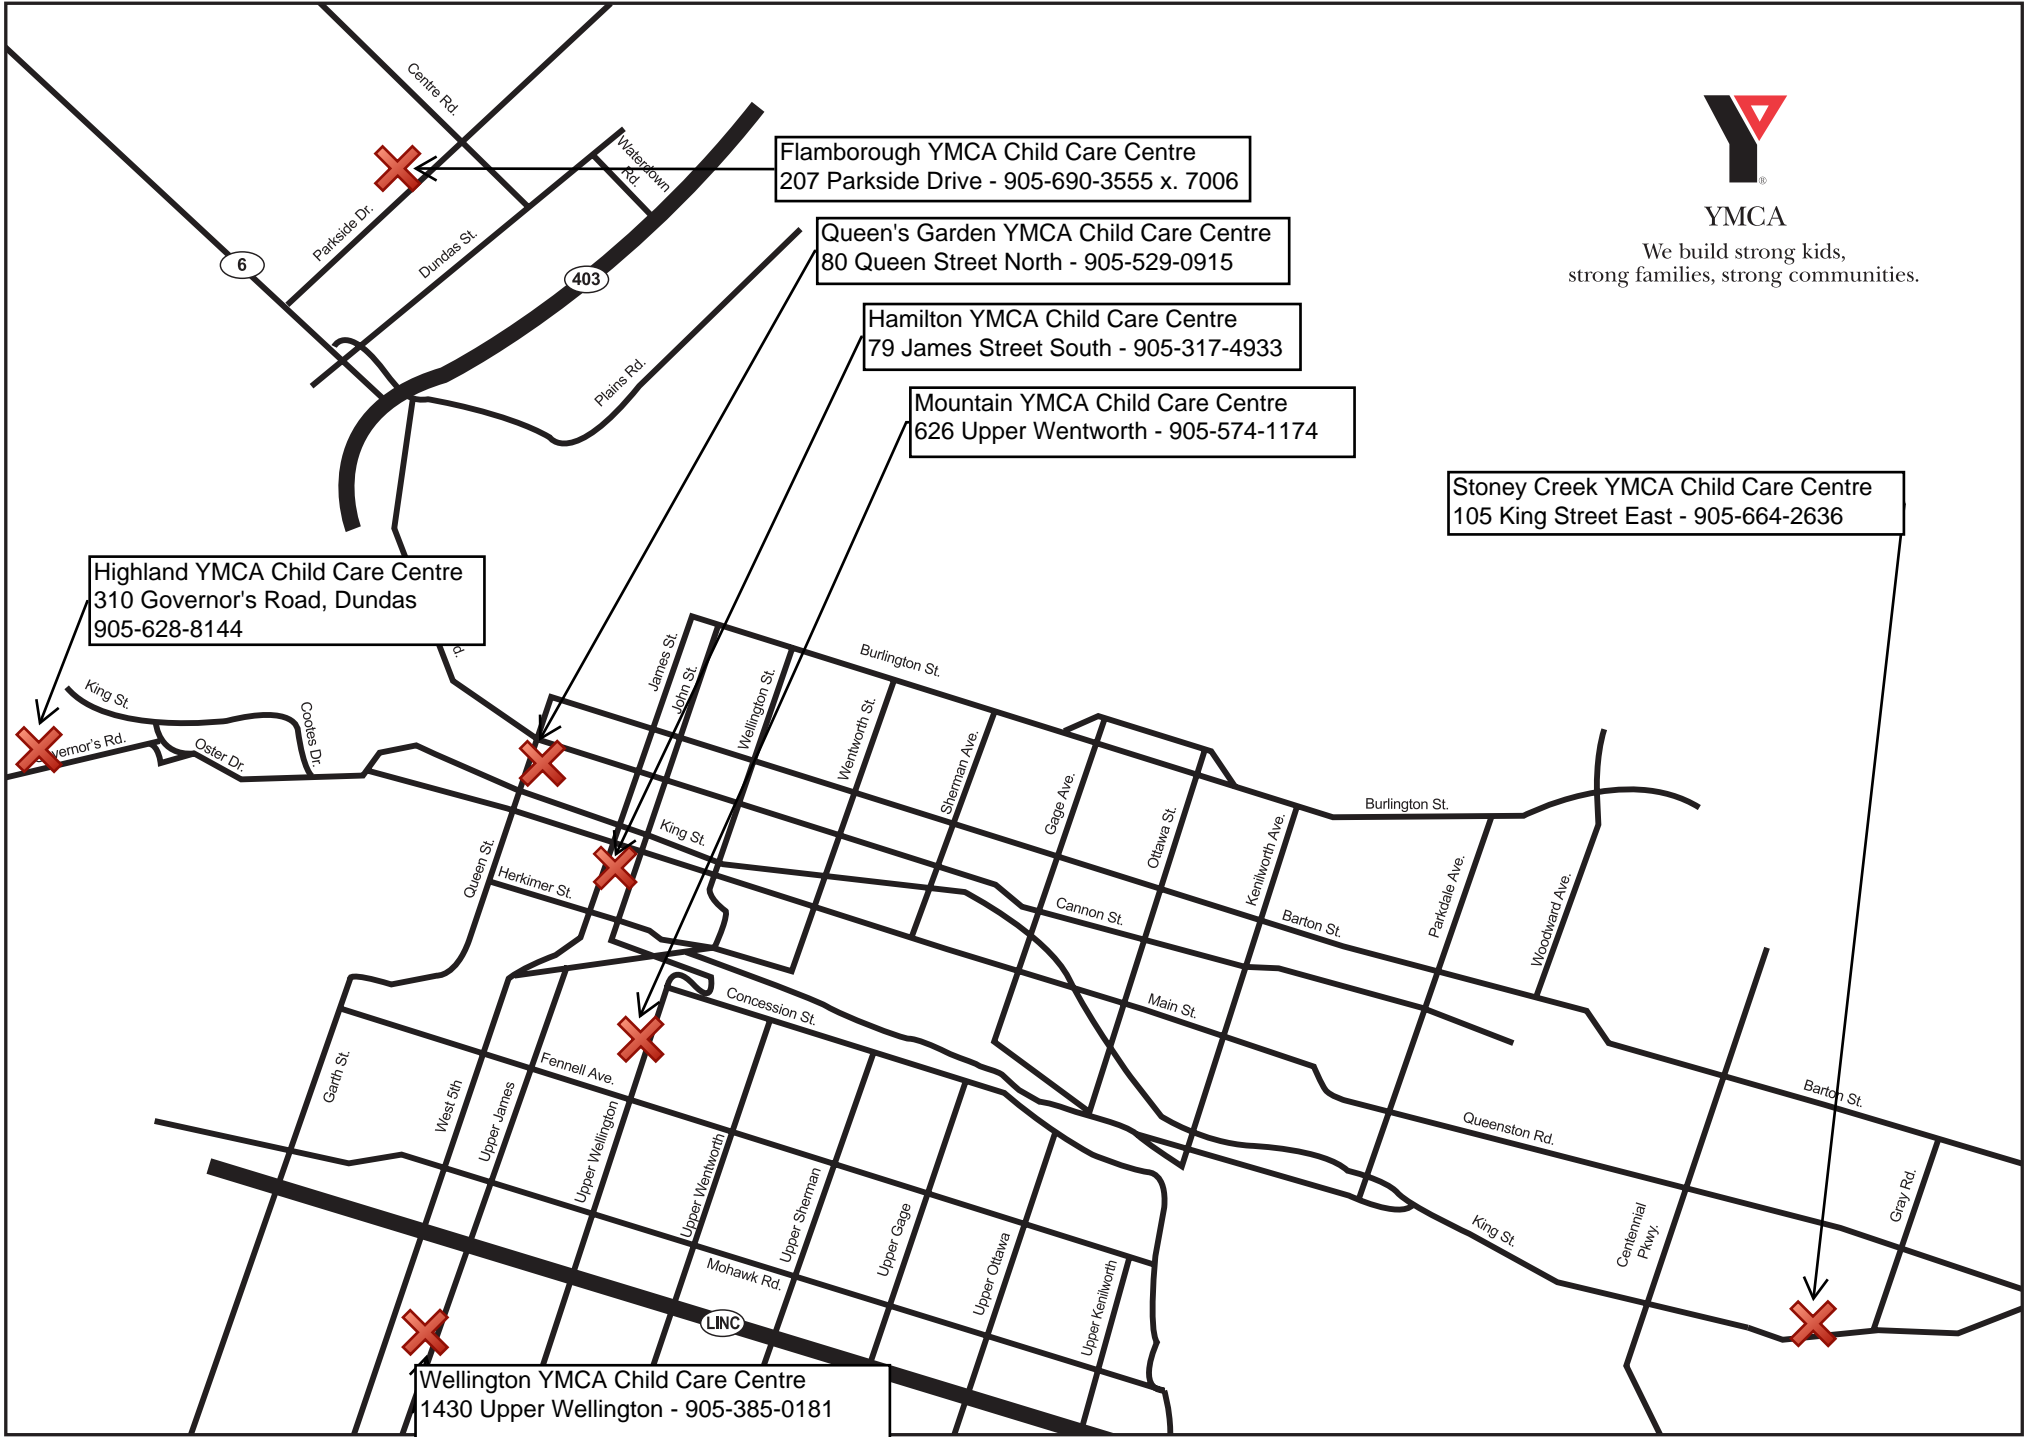 Centre Rd.
Waterdown
Rd.
Flamborough YMCA Child Care Centre
207 Parkside Drive - 905-690-3555 x. 7006
®
YMCA
We build strong kids,
strong families, strong communities.
Parkside Dr.
Dundas St.
6
403
Queen's Garden YMCA Child Care Centre
80 Queen Street North - 905-529-0915
Hamilton YMCA Child Care Centre
79 James Street South - 905-317-4933
Plains Rd.
Mountain YMCA Child Care Centre
626 Upper Wentworth - 905-574-1174
Stoney Creek YMCA Child Care Centre
105 King Street East - 905-664-2636
Highland YMCA Child Care Centre
310 Governor's Road, Dundas
905-628-8144
d.
James St.
John St.
Wellington St.
Burlington St.
King St.
Cootes Dr.
vernor's Rd.
Oster Dr.
Wentworth St.
Sherman Ave.
Gage Ave.
Ottawa St.
Kenilworth Ave.
Burlington St.
Parkdale Ave.
Woodward Ave.
King St.
Queen St.
Herkimer St.
Cannon St.
Barton St.
Main St.
Concession St.
Fennell Ave.
Garth St.
West 5th
Upper James
Upper Wellington
Upper Wentworth
Upper Sherman
Upper Gage
Upper Ottawa
Upper Kenilworth
Mohawk Rd.
LINC
Queenston Rd.
Barton St.
King St.
Centennial
Pkwy.
Gray Rd.
Wellington YMCA Child Care Centre
1430 Upper Wellington - 905-385-0181